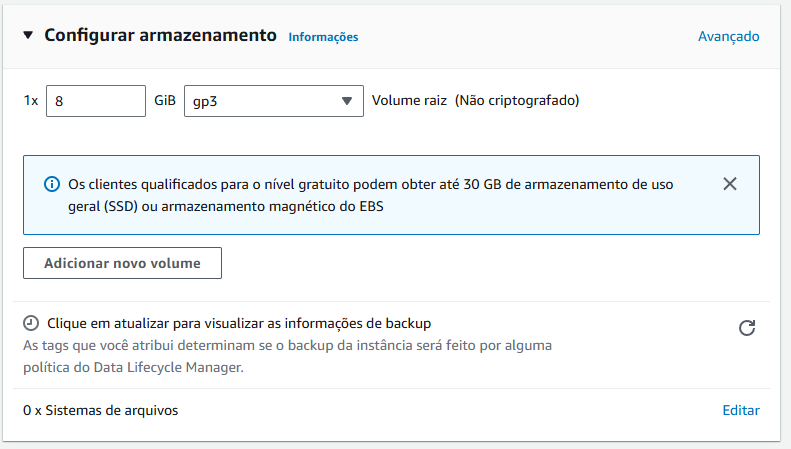 Configurar armazenamento Informações Avançado
1x 8 GiB gp3 Volume raiz (Não criptografado)
Os clientes qualificados para o nível gratuito podem obter até 30 GB de armazenamento de uso
geral (SSD) ou armazenamento magnético do EBS
Adicionar novo volume
Clique em atualizar para visualizar as informações de backup
As tags que você atribui determinam se o backup da instância será feito por alguma
política do Data Lifecycle Manager.
0 x Sistemas de arquivos Editar